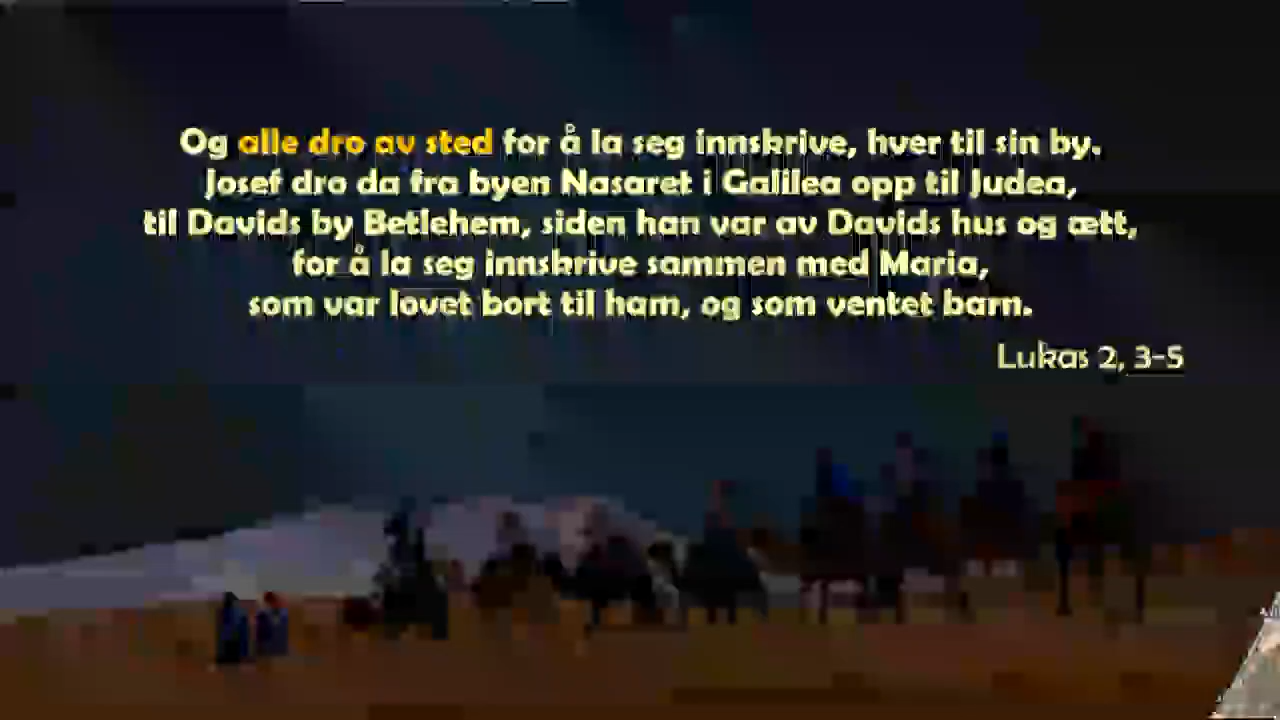 Og alle dro av sted for å la seg innskrive, hver til sin by.
Josef dro da fra byen Nasaret i Galilea opp til Judea,
til Davids by Betlehem, siden han var av Davids hus og ætt,
for å la seg innskrive sammen med Maria,
som var lovet bort til ham, og som ventet barn.
Lukas 2, 3-5